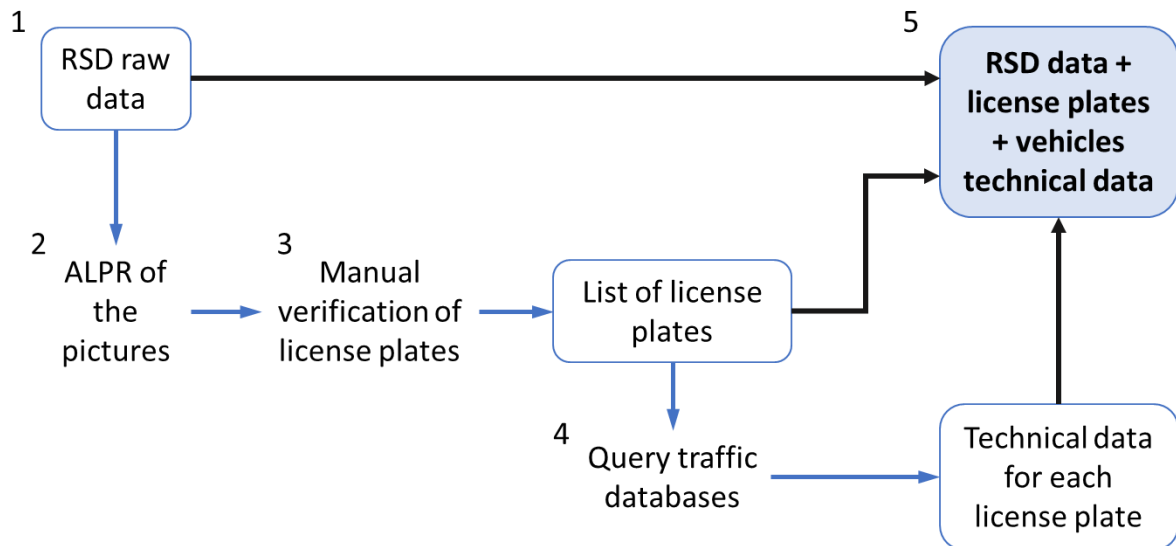 1
RSD raw
data
5
RSD data +
license plates
+ vehicles
technical data
2
ALPR of
the
pictures
3
Manual
verification of
license plates
List of license
plates
4
Query traffic
databases
Technical data
for each
license plate